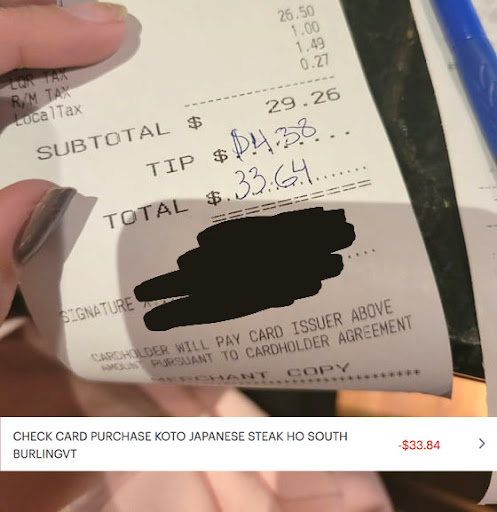 26.50
LQR TAX 1.00
R/M TAX 1.49
LocalTax 0.27
SUBTOTAL $ 29.26
TIP $ $4.38
TOTAL $ 33.64
SIGNATURE X
CARDHOLDER WILL PAY CARD ISSUER ABOVE
AMOUNT PURSUANT TO CARDHOLDER AGREEMENT
MERCHANT COPY
CHECK CARD PURCHASE KOTO JAPANESE STEAK HO SOUTH
BURLINGVT
-$33.84